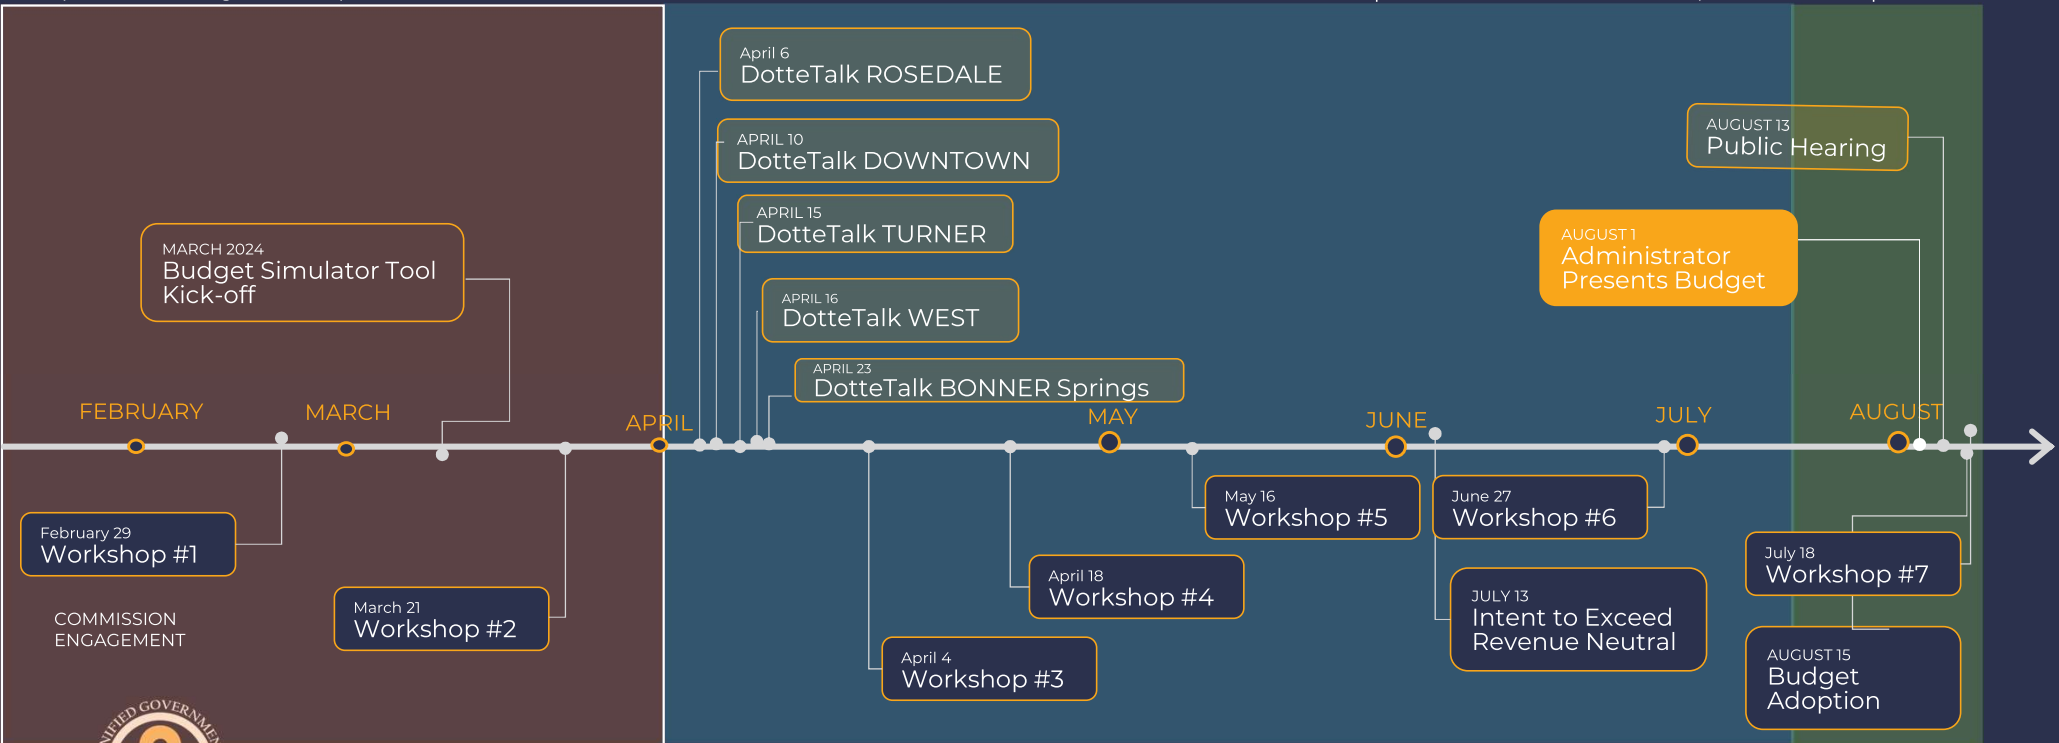 April 6
DotteTalk ROSEDALE
APRIL 10
DotteTalk DOWNTOWN
AUGUST 13
Public Hearing
APRIL 15
DotteTalk TURNER
MARCH 2024
Budget Simulator Tool
Kick-off
AUGUST 1
Administrator
Presents Budget
APRIL 16
DotteTalk WEST
APRIL 23
DotteTalk BONNER Springs
FEBRUARY
MARCH
APRIL
MAY
JUNE
JULY
AUGUST
February 29
Workshop #1
May 16
Workshop #5
June 27
Workshop #6
July 18
Workshop #7
March 21
Workshop #2
April 18
Workshop #4
JULY 13
Intent to Exceed
Revenue Neutral
COMMISSION
ENGAGEMENT
April 4
Workshop #3
AUGUST 15
Budget
Adoption